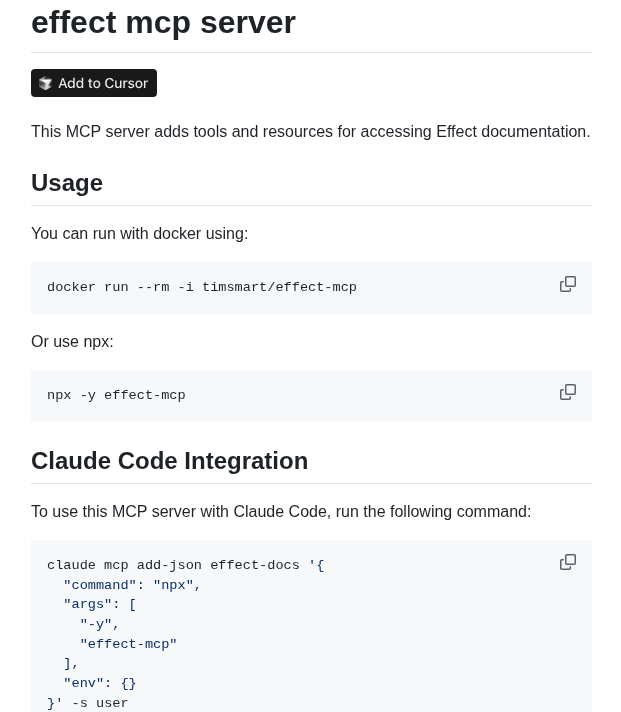 effect mcp server
Add to Cursor
This MCP server adds tools and resources for accessing Effect documentation.
Usage
You can run with docker using:
docker run --rm -i timsmart/effect-mcp
Or use npx:
npx -y effect-mcp
Claude Code Integration
To use this MCP server with Claude Code, run the following command:
claude mcp add-json effect-docs '{
  "command": "npx",
  "args": [
    "-y",
    "effect-mcp"
  ],
  "env": {}
}' -s user